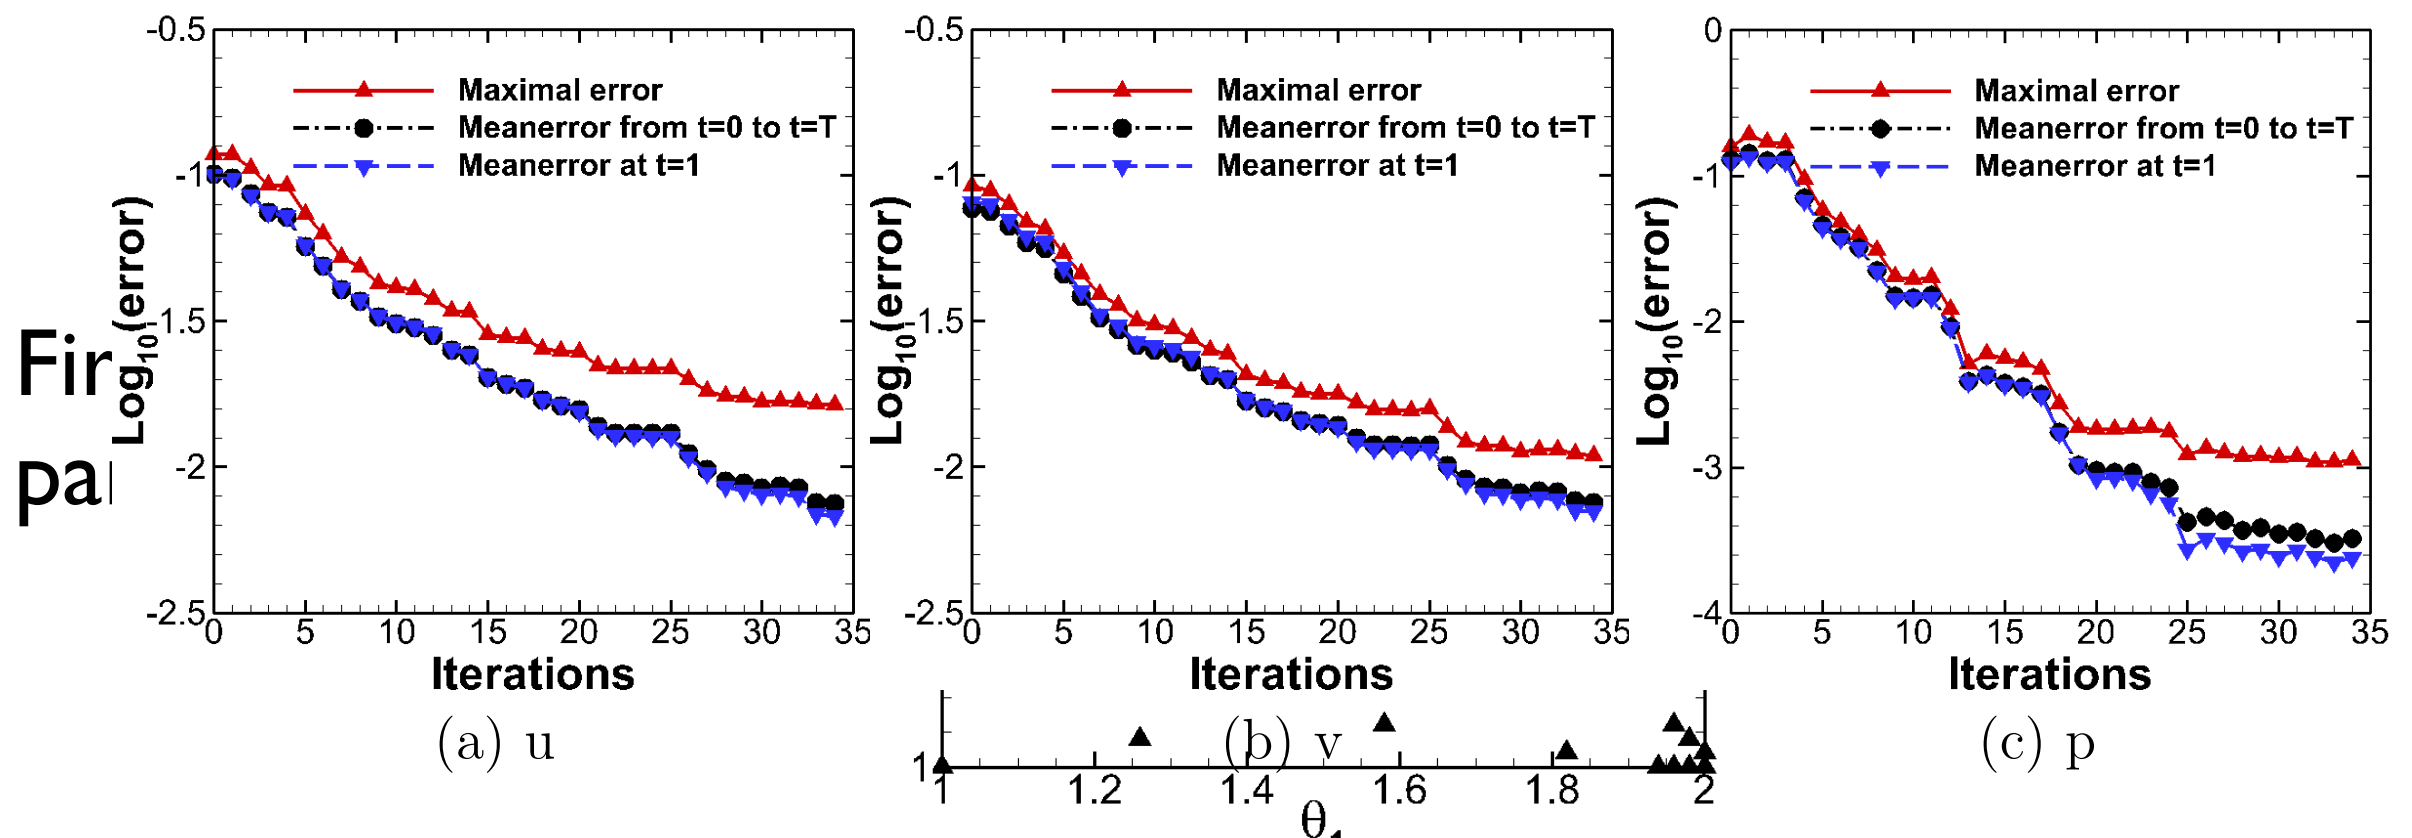 -0.5
-1
-1.5
-2
-2.5
0 5 10 15 20 25 30 35
Log10(error)
Iterations
Maximal error
Meanerror from t=0 to t=T
Meanerror at t=1
(a) u
-0.5
-1
-1.5
-2
-2.5
0 5 10 15 20 25 30 35
Log10(error)
Iterations
Maximal error
Meanerror from t=0 to t=T
Meanerror at t=1
(b) v
0
-1
-2
-3
-4
0 5 10 15 20 25 30 35
Log10(error)
Iterations
Maximal error
Meanerror from t=0 to t=T
Meanerror at t=1
(c) p
1
1 1.2 1.4 1.6 1.8 2